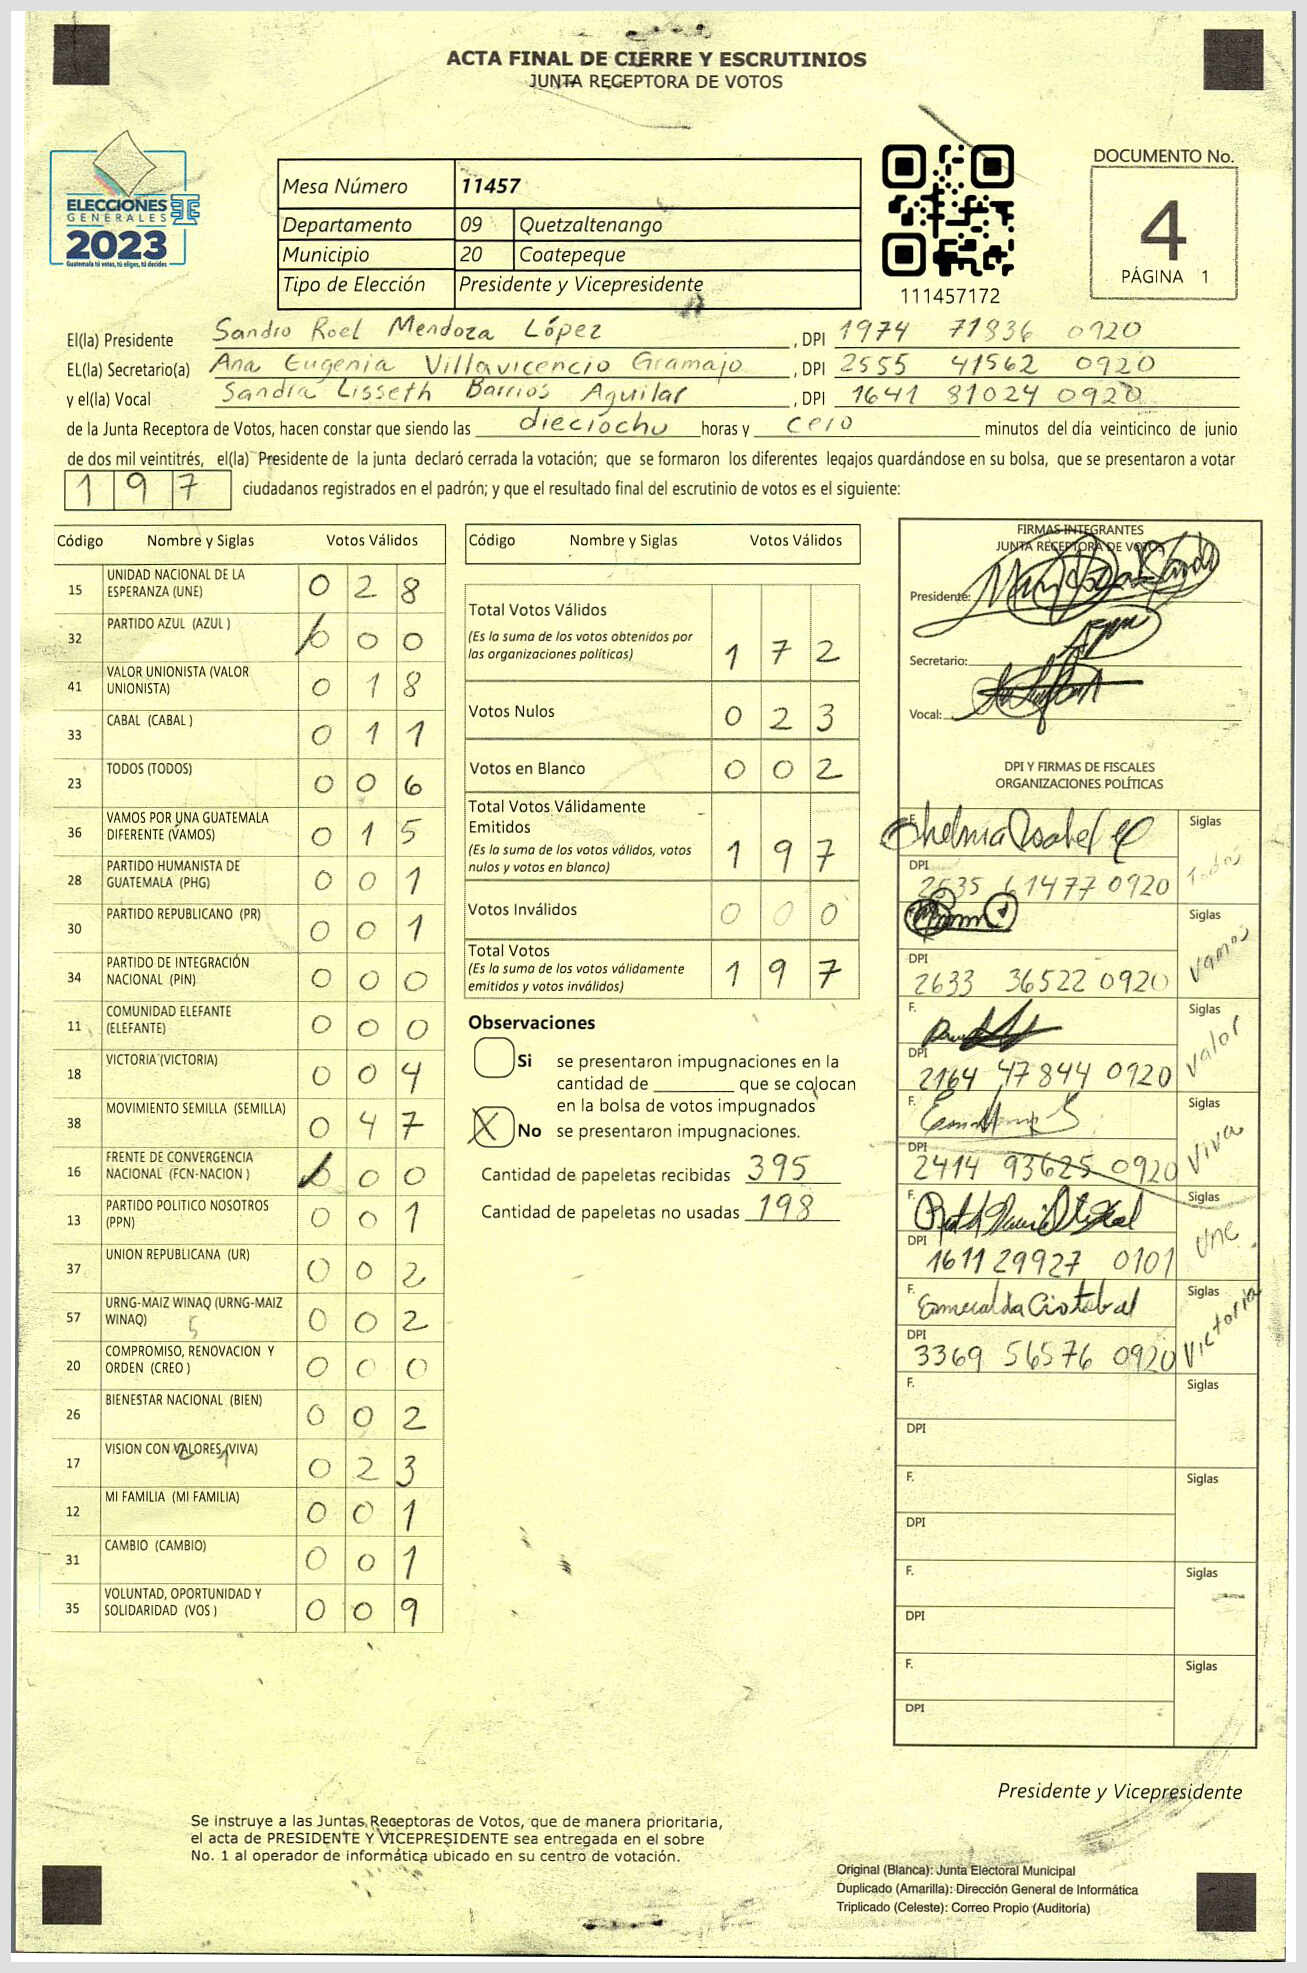 ACTA FINAL DE CIERRE Y ESCRUTINIOS
JUNTA RECEPTORA DE VOTOS
ELECCIONES
GENERALES
2023
Guatemala tú votas, tú eliges, tú decides
Mesa Número 11457
Departamento 09 Quetzaltenango
Municipio 20 Coatepeque
Tipo de Elección Presidente y Vicepresidente
111457172
DOCUMENTO No.
4
PÁGINA 1
El(la) Presidente Sandro Roel Mendoza López , DPI 1974 71836 0920
EL(la) Secretario(a) Ana Eugenia Villavicencio Gramajo , DPI 2555 41562 0920
y el(la) Vocal Sandra Lisseth Barrios Aguilar , DPI 1641 81024 0920
de la Junta Receptora de Votos, hacen constar que siendo las dieciocho horas y cero minutos del día veinticinco de junio
de dos mil veintitrés, el(la) Presidente de la junta declaró cerrada la votación; que se formaron los diferentes legajos guardándose en su bolsa, que se presentaron a votar
197 ciudadanos registrados en el padrón; y que el resultado final del escrutinio de votos es el siguiente:
Código Nombre y Siglas Votos Válidos
15 UNIDAD NACIONAL DE LA ESPERANZA (UNE) 0 2 8
32 PARTIDO AZUL (AZUL ) 0 0 0
41 VALOR UNIONISTA (VALOR UNIONISTA) 0 1 8
33 CABAL (CABAL ) 0 1 1
23 TODOS (TODOS) 0 0 6
36 VAMOS POR UNA GUATEMALA DIFERENTE (VAMOS) 0 1 5
28 PARTIDO HUMANISTA DE GUATEMALA (PHG) 0 0 1
30 PARTIDO REPUBLICANO (PR) 0 0 1
34 PARTIDO DE INTEGRACIÓN NACIONAL (PIN) 0 0 0
11 COMUNIDAD ELEFANTE (ELEFANTE) 0 0 0
18 VICTORIA (VICTORIA) 0 0 4
38 MOVIMIENTO SEMILLA (SEMILLA) 0 4 7
16 FRENTE DE CONVERGENCIA NACIONAL (FCN-NACION ) 0 0 0
13 PARTIDO POLITICO NOSOTROS (PPN) 0 0 1
37 UNION REPUBLICANA (UR) 0 0 2
57 URNG-MAIZ WINAQ (URNG-MAIZ WINAQ) 0 0 2
20 COMPROMISO, RENOVACION Y ORDEN (CREO ) 0 0 0
26 BIENESTAR NACIONAL (BIEN) 0 0 2
17 VISION CON VALORES (VIVA) 0 2 3
12 MI FAMILIA (MI FAMILIA) 0 0 1
31 CAMBIO (CAMBIO) 0 0 1
35 VOLUNTAD, OPORTUNIDAD Y SOLIDARIDAD (VOS ) 0 0 9
Código Nombre y Siglas Votos Válidos
Total Votos Válidos
(Es la suma de los votos obtenidos por
las organizaciones políticas) 1 7 2
Votos Nulos 0 2 3
Votos en Blanco 0 0 2
Total Votos Válidamente
Emitidos
(Es la suma de los votos válidos, votos
nulos y votos en blanco) 1 9 7
Votos Inválidos 0 0 0
Total Votos
(Es la suma de los votos válidamente
emitidos y votos inválidos) 1 9 7
Observaciones
Si se presentaron impugnaciones en la
cantidad de ________ que se colocan
en la bolsa de votos impugnados
X No se presentaron impugnaciones.
Cantidad de papeletas recibidas 395
Cantidad de papeletas no usadas 198
FIRMAS INTEGRANTES
JUNTA RECEPTORA DE VOTOS
Presidente:
Secretario:
Vocal:
DPI Y FIRMAS DE FISCALES
ORGANIZACIONES POLÍTICAS
F. Siglas
Todos
DPI
2535 61477 0920
Siglas
Vamos
DPI
2633 36522 0920
F. Siglas
Valor
DPI
2164 47844 0920
F. Siglas
Viva
DPI
2414 93625 0920
F. Siglas
Une
DPI
1611 29927 0101
F. Esmeralda Cristobal Siglas
Victoria
DPI
3369 56576 0920
F. Siglas
DPI
F. Siglas
DPI
F. Siglas
DPI
F. Siglas
DPI
Presidente y Vicepresidente
Se instruye a las Juntas Receptoras de Votos, que de manera prioritaria,
el acta de PRESIDENTE Y VICEPRESIDENTE sea entregada en el sobre
No. 1 al operador de informática ubicado en su centro de votación.
Original (Blanca): Junta Electoral Municipal
Duplicado (Amarilla): Dirección General de Informática
Triplicado (Celeste): Correo Propio (Auditoría)